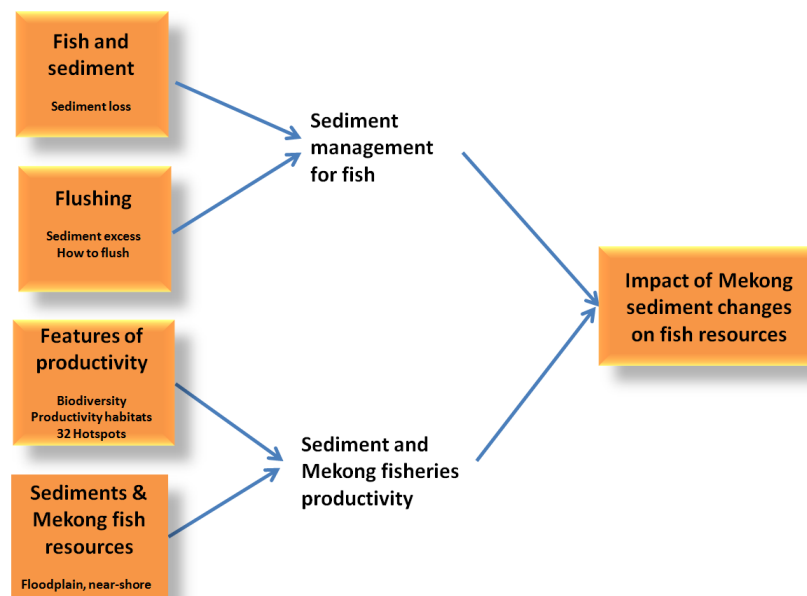 Fish and
sediment
Sediment loss
Flushing
Sediment excess
How to flush
Features of
productivity
Biodiversity
Productivity habitats
32 Hotspots
Sediments &
Mekong fish
resources
Floodplain, near-shore
Sediment
management
for fish
Sediment and
Mekong fisheries
productivity
Impact of Mekong
sediment changes
on fish resources